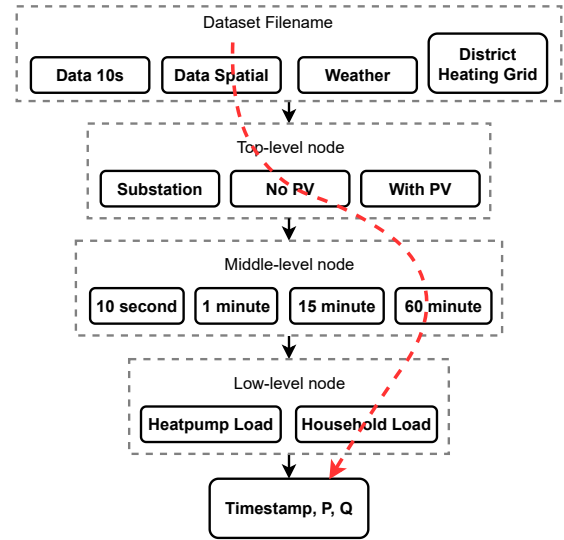 Dataset Filename
Data 10s
Data Spatial
Weather
District
Heating Grid
Top-level node
Substation
No PV
With PV
Middle-level node
10 second
1 minute
15 minute
60 minute
Low-level node
Heatpump Load
Household Load
Timestamp, P, Q